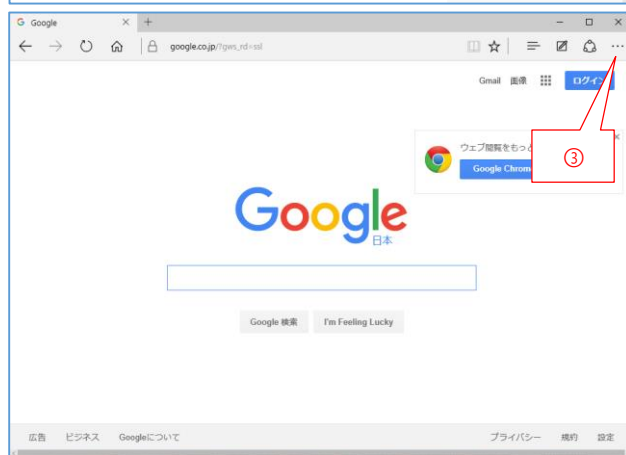 Google
google.co.jp/?gws_rd=ssl
Gmail 画像
ログイン
ウェブ閲覧をもっと
Google Chrom
③
Google
日本
Google 検索 I'm Feeling Lucky
広告 ビジネス Googleについて プライバシー 規約 設定